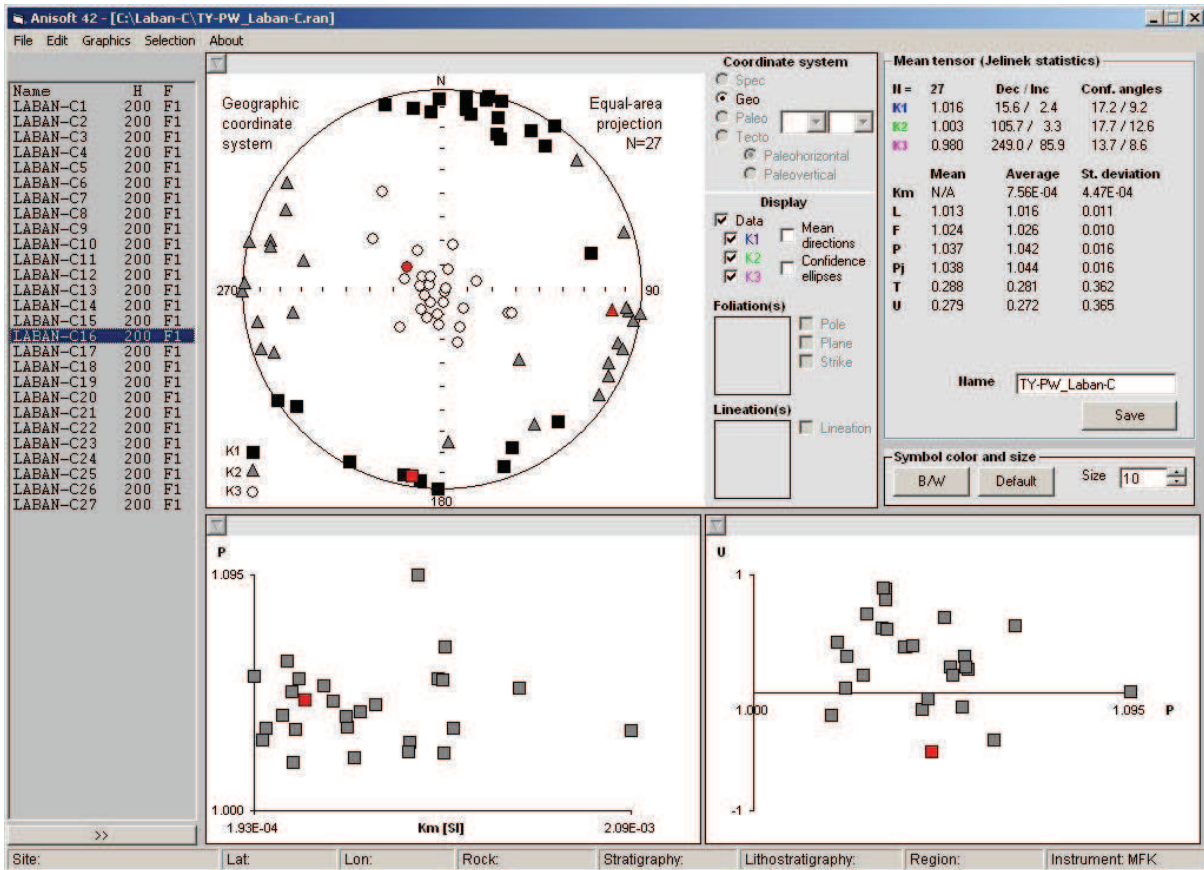 Anisoft 42 - [C:\Laban-C\TY-PW_Laban-C.ran]
File Edit Graphics Selection About
Name H F
LABAN-C1 200 F1
LABAN-C2 200 F1
LABAN-C3 200 F1
LABAN-C4 200 F1
LABAN-C5 200 F1
LABAN-C6 200 F1
LABAN-C7 200 F1
LABAN-C8 200 F1
LABAN-C9 200 F1
LABAN-C10 200 F1
LABAN-C11 200 F1
LABAN-C12 200 F1
LABAN-C13 200 F1
LABAN-C14 200 F1
LABAN-C15 200 F1
LABAN-C16 200 F1
LABAN-C17 200 F1
LABAN-C18 200 F1
LABAN-C19 200 F1
LABAN-C20 200 F1
LABAN-C21 200 F1
LABAN-C22 200 F1
LABAN-C23 200 F1
LABAN-C24 200 F1
LABAN-C25 200 F1
LABAN-C26 200 F1
LABAN-C27 200 F1
>>
Geographic
coordinate
system
N
Equal-area
projection
N=27
270
90
180
K1
K2
K3
Coordinate system
Spec
Geo
Paleo
Tecto
Paleohorizontal
Paleovertical
Display
Data
K1
K2
K3
Mean
directions
Confidence
ellipses
Foliation(s)
Pole
Plane
Strike
Lineation(s)
Lineation
Mean tensor (Jelinek statistics)
N = 27 Dec / Inc Conf. angles
K1 1.016 15.6 / 2.4 17.2 / 9.2
K2 1.003 105.7 / 3.3 17.7 / 12.6
K3 0.980 249.0 / 85.9 13.7 / 8.6
Mean Average St. deviation
Km N/A 7.56E-04 4.47E-04
L 1.013 1.016 0.011
F 1.024 1.026 0.010
P 1.037 1.042 0.016
Pj 1.038 1.044 0.016
T 0.288 0.281 0.362
U 0.279 0.272 0.365
Name TY-PW_Laban-C
Save
Symbol color and size
B/W Default Size 10
P
1.095
1.000
1.93E-04 Km [SI] 2.09E-03
U
1
1.000 1.095 P
-1
Site: Lat: Lon: Rock: Stratigraphy: Lithostratigraphy: Region: Instrument: MFK